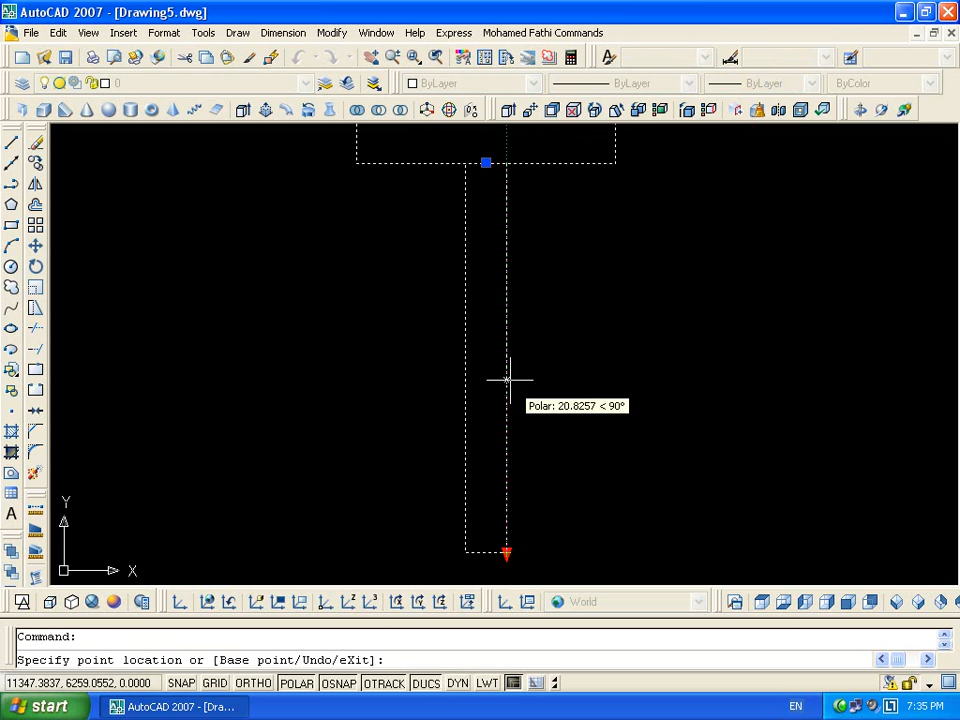 AutoCAD 2007 - [Drawing5.dwg]
File Edit View Insert Format Tools Draw Dimension Modify Window Help Express Mohamed Fathi Commands
0 ByLayer ByLayer ByLayer ByColor
Polar: 20.8257 < 90°
Y
X
A
World
Command:
Specify point location or [Base point/Undo/eXit]:
11347.3837, 6259.0552, 0.0000 SNAP GRID ORTHO POLAR OSNAP OTRACK DUCS DYN LWT
start AutoCAD 2007 - [Dra... EN 7:35 PM